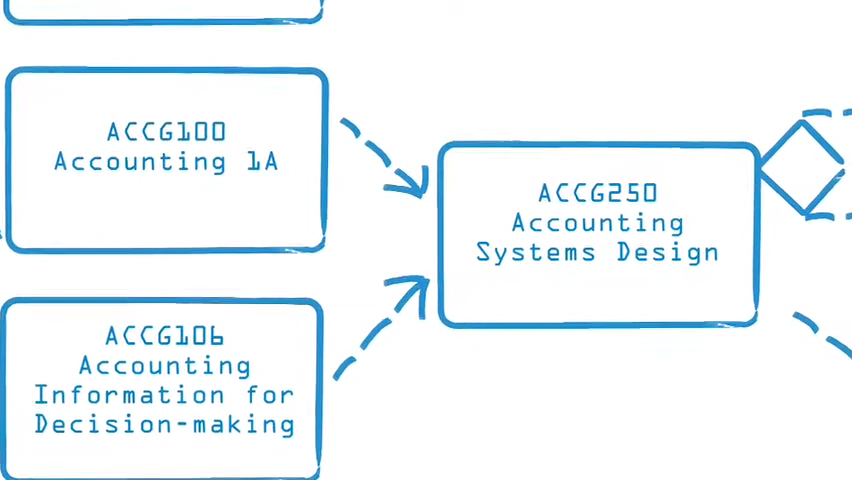 ACCG100
Accounting 1A
ACCG250
Accounting
Systems Design
ACCG106
Accounting
Information for
Decision-making